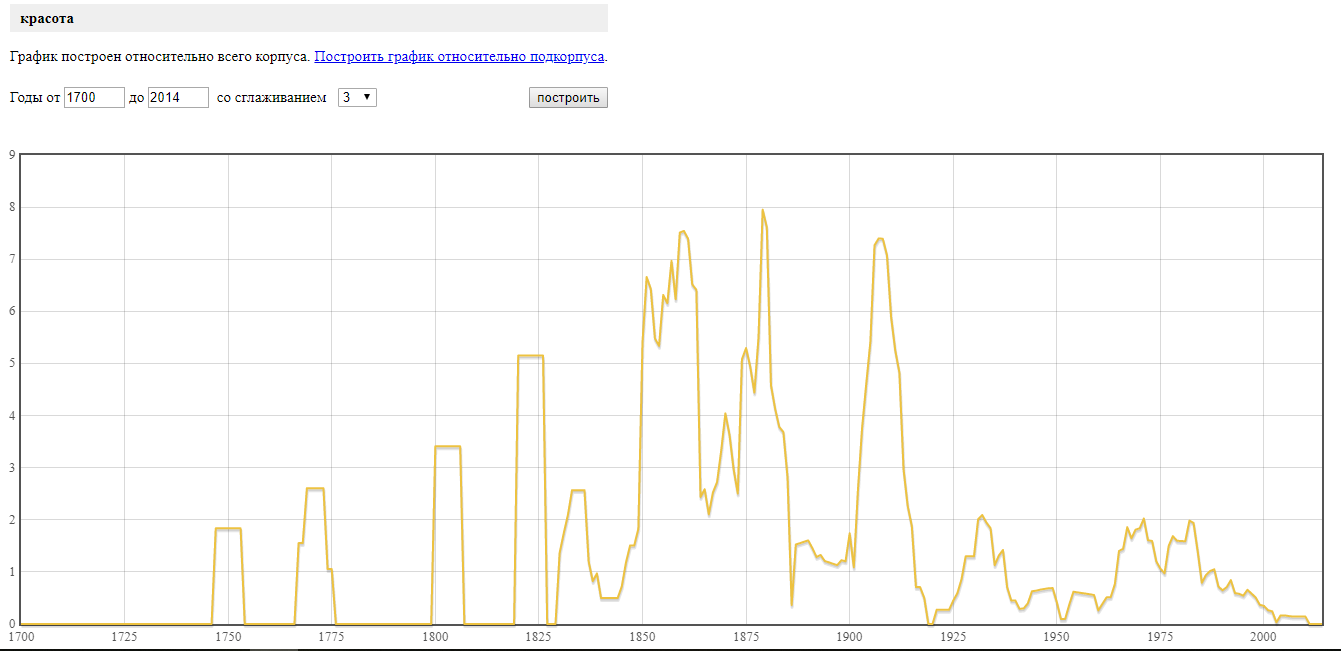 красота
График построен относительно всего корпуса. Построить график относительно подкорпуса.
Годы от 1700 до 2014 со сглаживанием 3 построить
9
8
7
6
5
4
3
2
1
0
1700 1725 1750 1775 1800 1825 1850 1875 1900 1925 1950 1975 2000